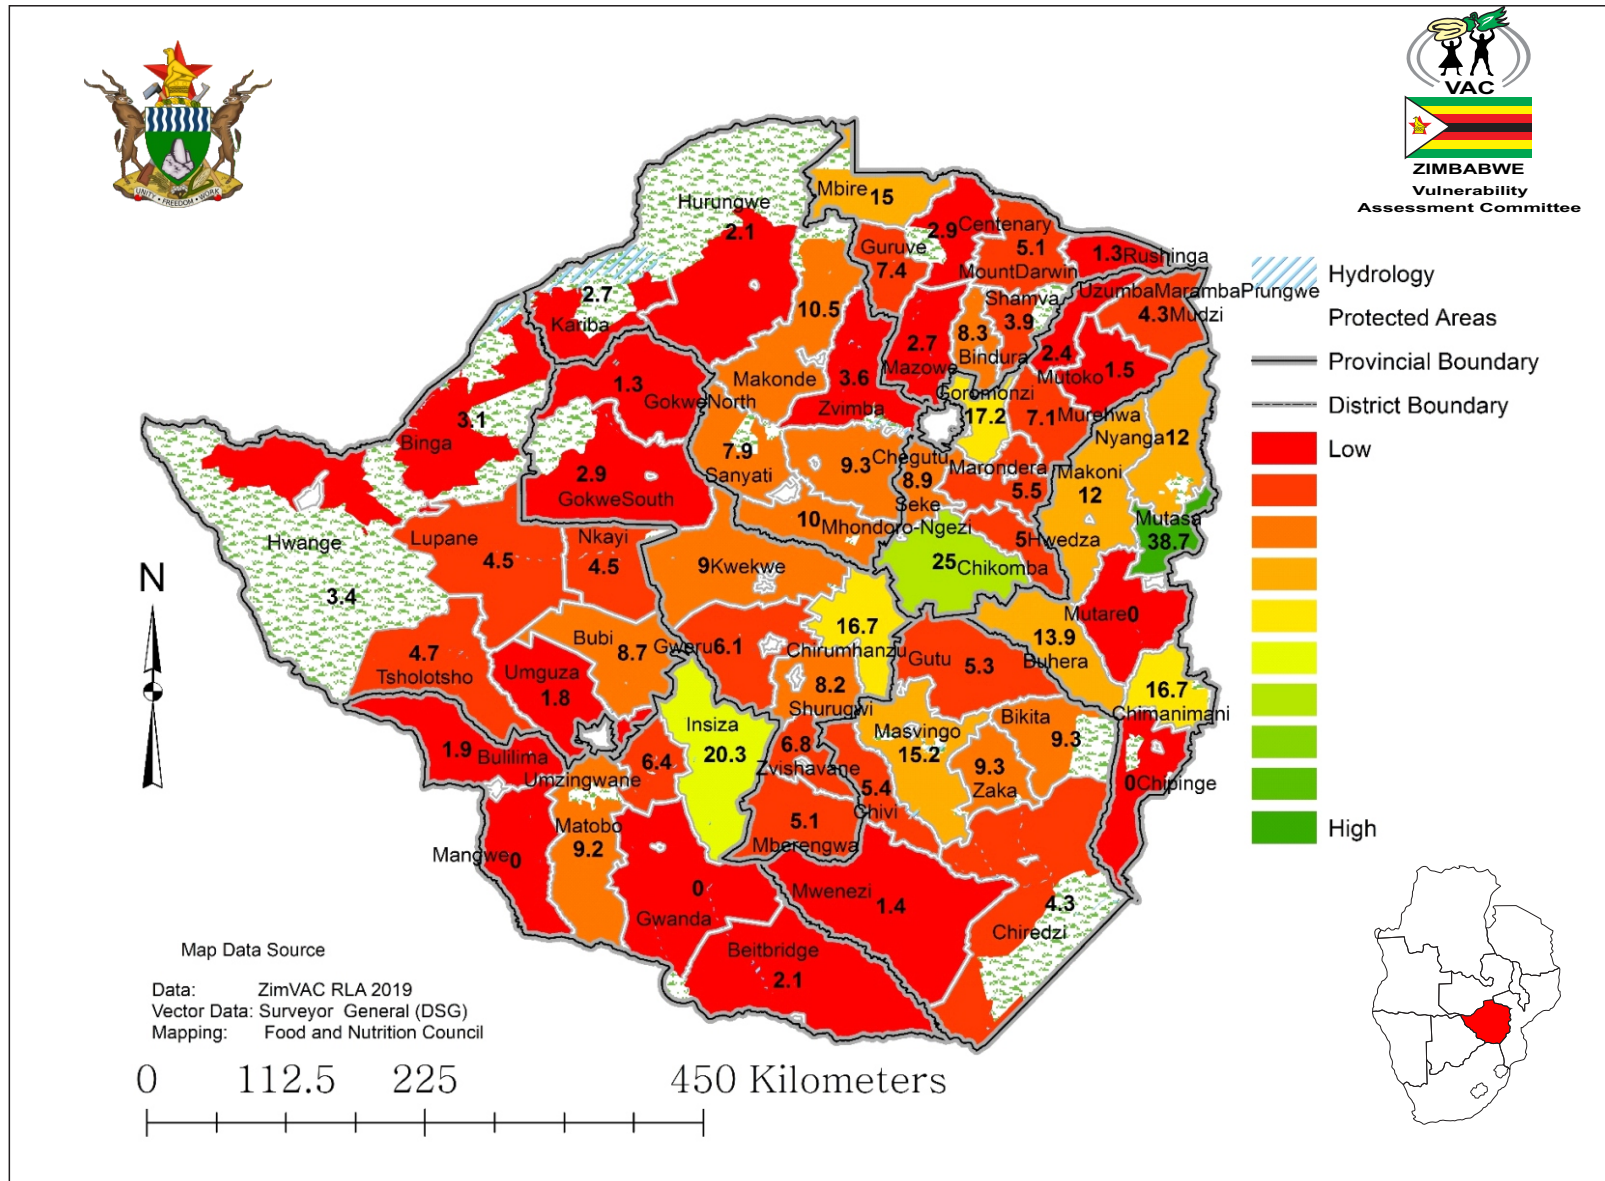 VAC
ZIMBABWE
Vulnerability
Assessment Committee
UNITY • FREEDOM • WORK
Hurungwe
2.1
Mbire 15
2.9 Centenary
Guruve
7.4
5.1
MountDarwin
1.3 Rushinga
2.7
Kariba
10.5
Shamva
3.9
UzumbaMarambaPfungwe
4.3 Mudzi
8.3
Bindura
2.7
Mazowe
2.4
Mutoko 1.5
Makonde
3.6
Zvimba
1.3
GokweNorth
Goromonzi
17.2
7.1 Murehwa
Nyanga 12
3.1
Binga
7.9
Sanyati
9.3 Chegutu
8.9
Seke
Marondera
5.5
Makoni
12
2.9
GokweSouth
10 Mhondoro-Ngezi
Mutasa
38.7
Hwange
3.4
Lupane
4.5
Nkayi
4.5
9 Kwekwe
5 Hwedza
25 Chikomba
Mutare 0
4.7
Tsholotsho
Bubi
8.7
Gweru 6.1
16.7
Chirumhanzu
Gutu 5.3
13.9
Buhera
Umguza
1.8
8.2
Shurugwi
16.7
Chimanimani
Insiza
20.3
Masvingo
15.2
Bikita
9.3
1.9 Bulilima
Umzingwane 6.4
6.8
Zvishavane
9.3
Zaka
0 Chipinge
5.4
Chivi
Matobo
9.2
5.1
Mberengwa
Mangwe 0
0
Gwanda
Mwenezi
1.4
4.3
Chiredzi
Beitbridge
2.1
N
Hydrology
Protected Areas
Provincial Boundary
District Boundary
Low
High
Map Data Source
Data: ZimVAC RLA 2019
Vector Data: Surveyor General (DSG)
Mapping: Food and Nutrition Council
0 112.5 225 450 Kilometers